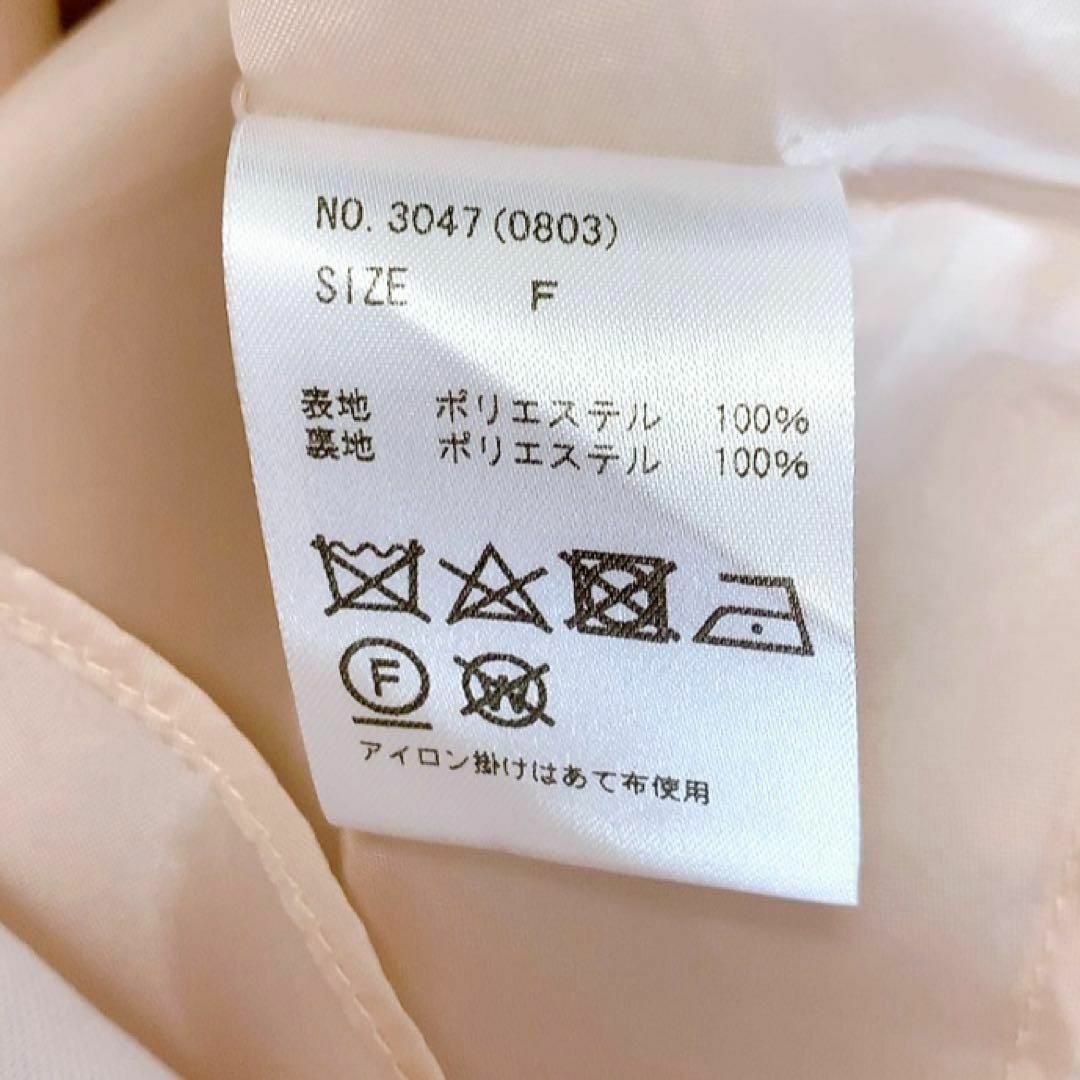 NO. 3047(0803)
SIZE F
表地 ポリエステル 100%
裏地 ポリエステル 100%
F W
アイロン掛けはあて布使用